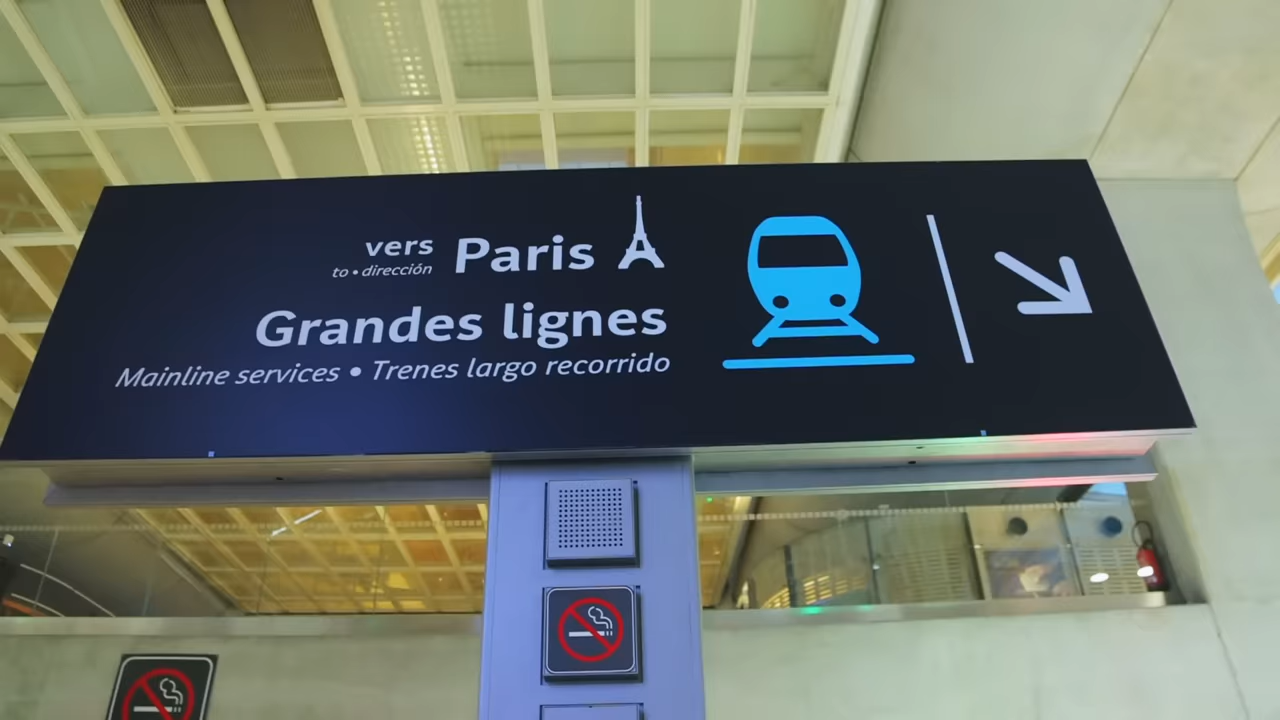 vers Paris
to • dirección
Grandes lignes
Mainline services • Trenes largo recorrido